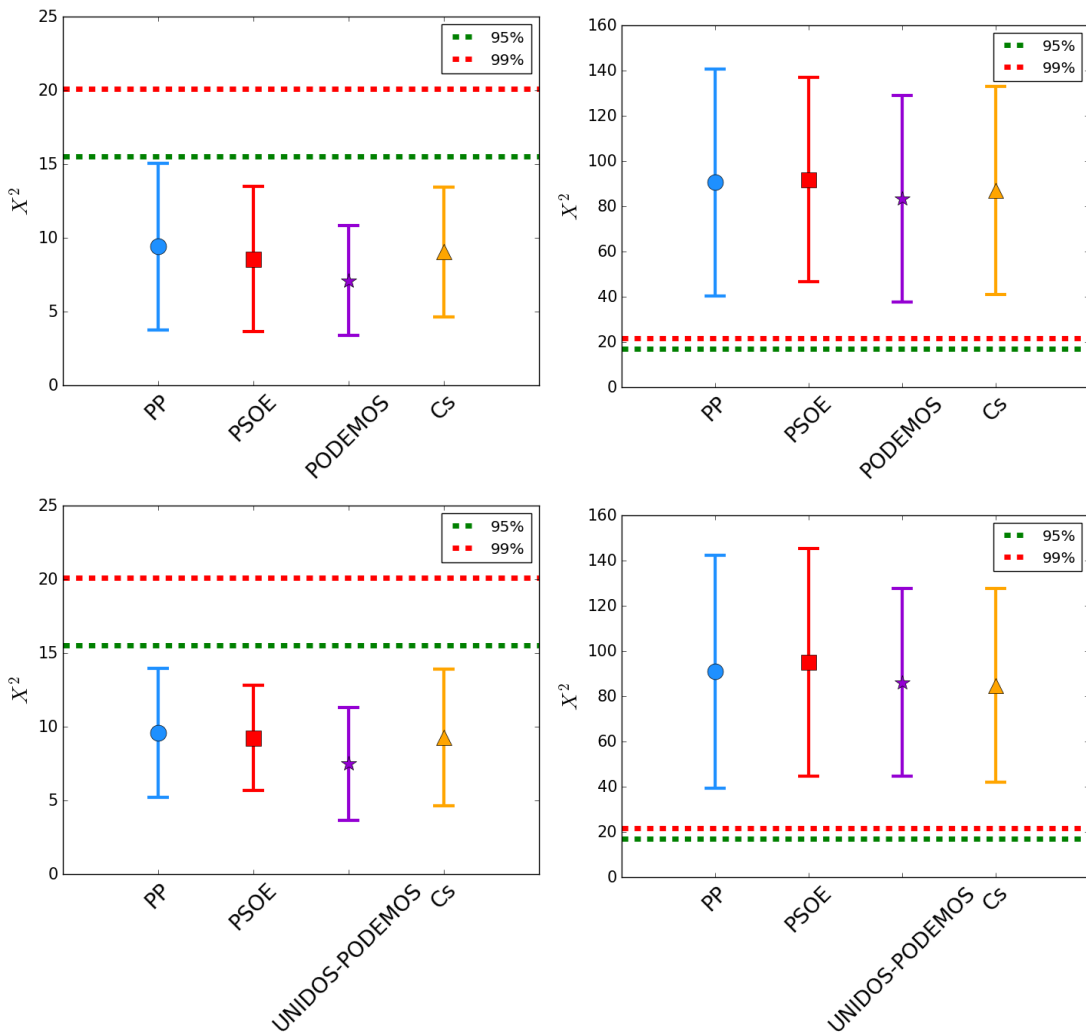 25
20
15
10
5
0
X²
95%
99%
PP
PSOE
PODEMOS
Cs
160
140
120
100
80
60
40
20
0
X²
95%
99%
PP
PSOE
PODEMOS
Cs
25
20
15
10
5
0
X²
95%
99%
PP
PSOE
UNIDOS-PODEMOS
Cs
160
140
120
100
80
60
40
20
0
X²
95%
99%
PP
PSOE
UNIDOS-PODEMOS
Cs